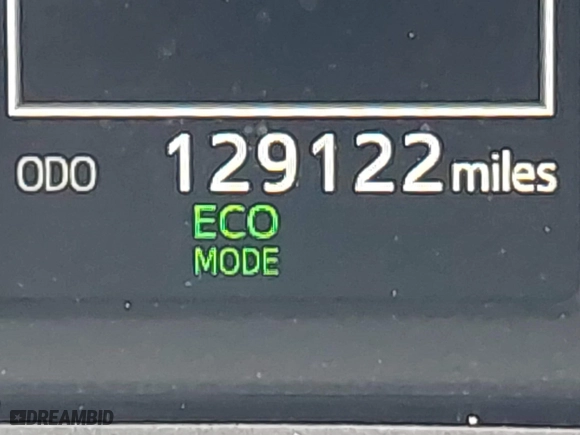 ODO 129122 miles
ECO
MODE
DREAMBID